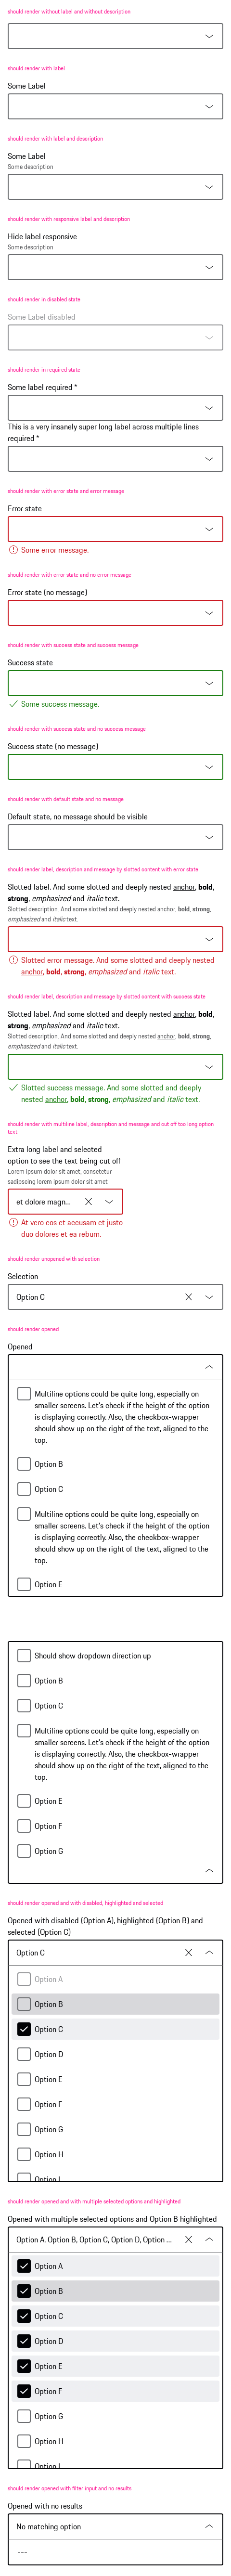 should render without label and without description
should render with label
Some Label
should render with label and description
Some Label
Some description
should render with responsive label and description
Hide label responsive
Some description
should render in disabled state
Some Label disabled
should render in required state
Some label required *
This is a very insanely super long label across multiple lines
required *
should render with error state and error message
Error state
Some error message.
should render with error state and no error message
Error state (no message)
should render with success state and success message
Success state
Some success message.
should render with success state and no success message
Success state (no message)
should render with default state and no message
Default state, no message should be visible
should render label, description and message by slotted content with error state
Slotted label. And some slotted and deeply nested anchor, bold,
strong, emphasized and italic text.
Slotted description. And some slotted and deeply nested anchor, bold, strong,
emphasized and italic text.
Slotted error message. And some slotted and deeply nested
anchor, bold, strong, emphasized and italic text.
should render label, description and message by slotted content with success state
Slotted label. And some slotted and deeply nested anchor, bold,
strong, emphasized and italic text.
Slotted description. And some slotted and deeply nested anchor, bold, strong,
emphasized and italic text.
Slotted success message. And some slotted and deeply
nested anchor, bold, strong, emphasized and italic text.
should render with multiline label, description and message and cut off too long option-
text
Extra long label and selected
option to see the text being cut off
Lorem ipsum dolor sit amet, consetetur
sadipscing lorem ipsum dolor sit amet
et dolore magn...
At vero eos et accusam et justo
duo dolores et ea rebum.
should render unopened with selection
Selection
Option C
should render opened
Opened
Multiline options could be quite long, especially on
smaller screens. Let's check if the height of the option
is displaying correctly. Also, the checkbox-wrapper
should show up on the right of the text, aligned to the
top.
Option B
Option C
Multiline options could be quite long, especially on
smaller screens. Let's check if the height of the option
is displaying correctly. Also, the checkbox-wrapper
should show up on the right of the text, aligned to the
top.
Option E
Should show dropdown direction up
Option B
Option C
Multiline options could be quite long, especially on
smaller screens. Let's check if the height of the option
is displaying correctly. Also, the checkbox-wrapper
should show up on the right of the text, aligned to the
top.
Option E
Option F
Option G
should render opened and with disabled, highlighted and selected
Opened with disabled (Option A), highlighted (Option B) and
selected (Option C)
Option C
Option A
Option B
Option C
Option D
Option E
Option F
Option G
Option H
Option I
should render opened and with multiple selected options and highlighted
Opened with multiple selected options and Option B highlighted
Option A, Option B, Option C, Option D, Option ...
Option A
Option B
Option C
Option D
Option E
Option F
Option G
Option H
Option I
should render opened with filter input and no results
Opened with no results
No matching option
---